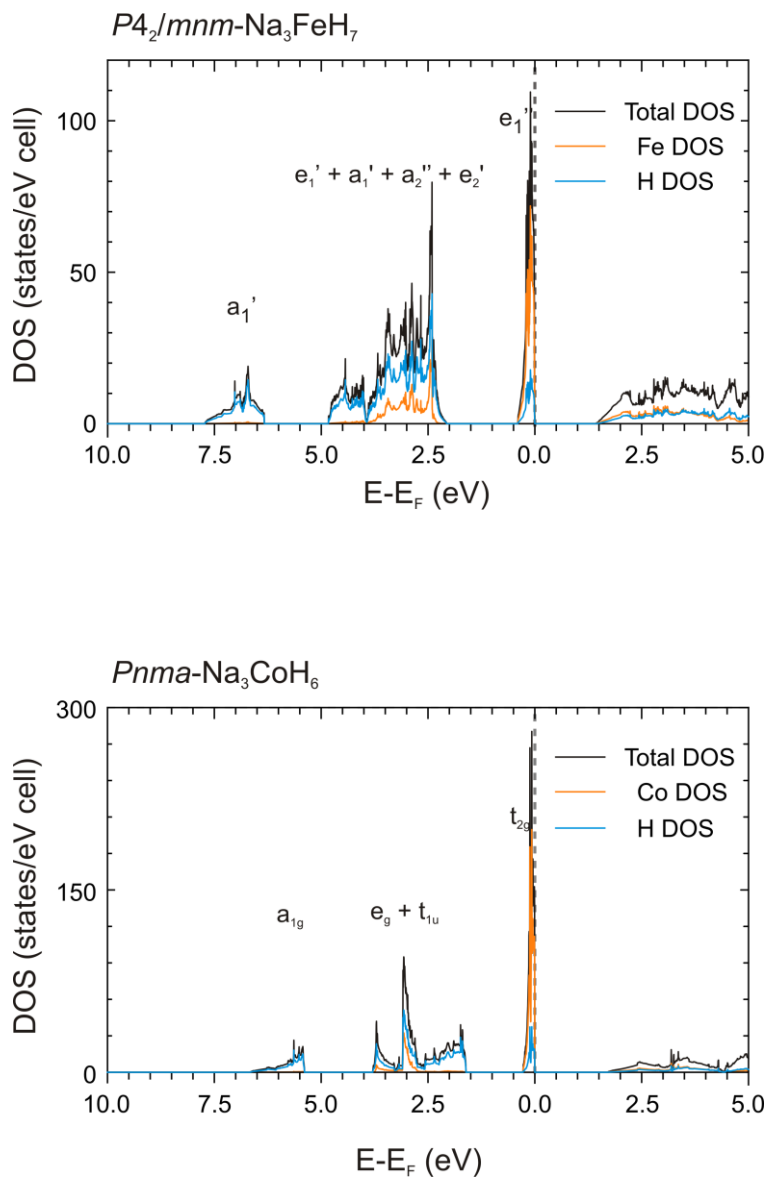 P4₂/mnm-Na₃FeH₇
Total DOS
Fe DOS
H DOS
e₁''
e₁' + a₁' + a₂'' + e₂'
a₁'
100
50
0
DOS (states/eV cell)
10.0 7.5 5.0 2.5 0.0 2.5 5.0
E-E_F (eV)
Pnma-Na₃CoH₆
Total DOS
Co DOS
H DOS
t₂g
a₁g
e_g + t₁ᵤ
300
150
0
DOS (states/eV cell)
10.0 7.5 5.0 2.5 0.0 2.5 5.0
E-E_F (eV)